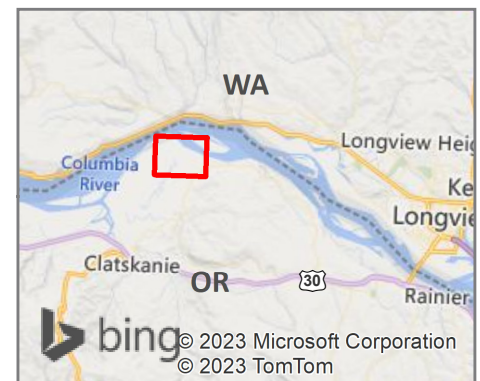 WA
Longview Heig
Columbia
River
Ke
Longvie
Clatskanie
OR
30
Rainier
bing
© 2023 Microsoft Corporation
© 2023 TomTom